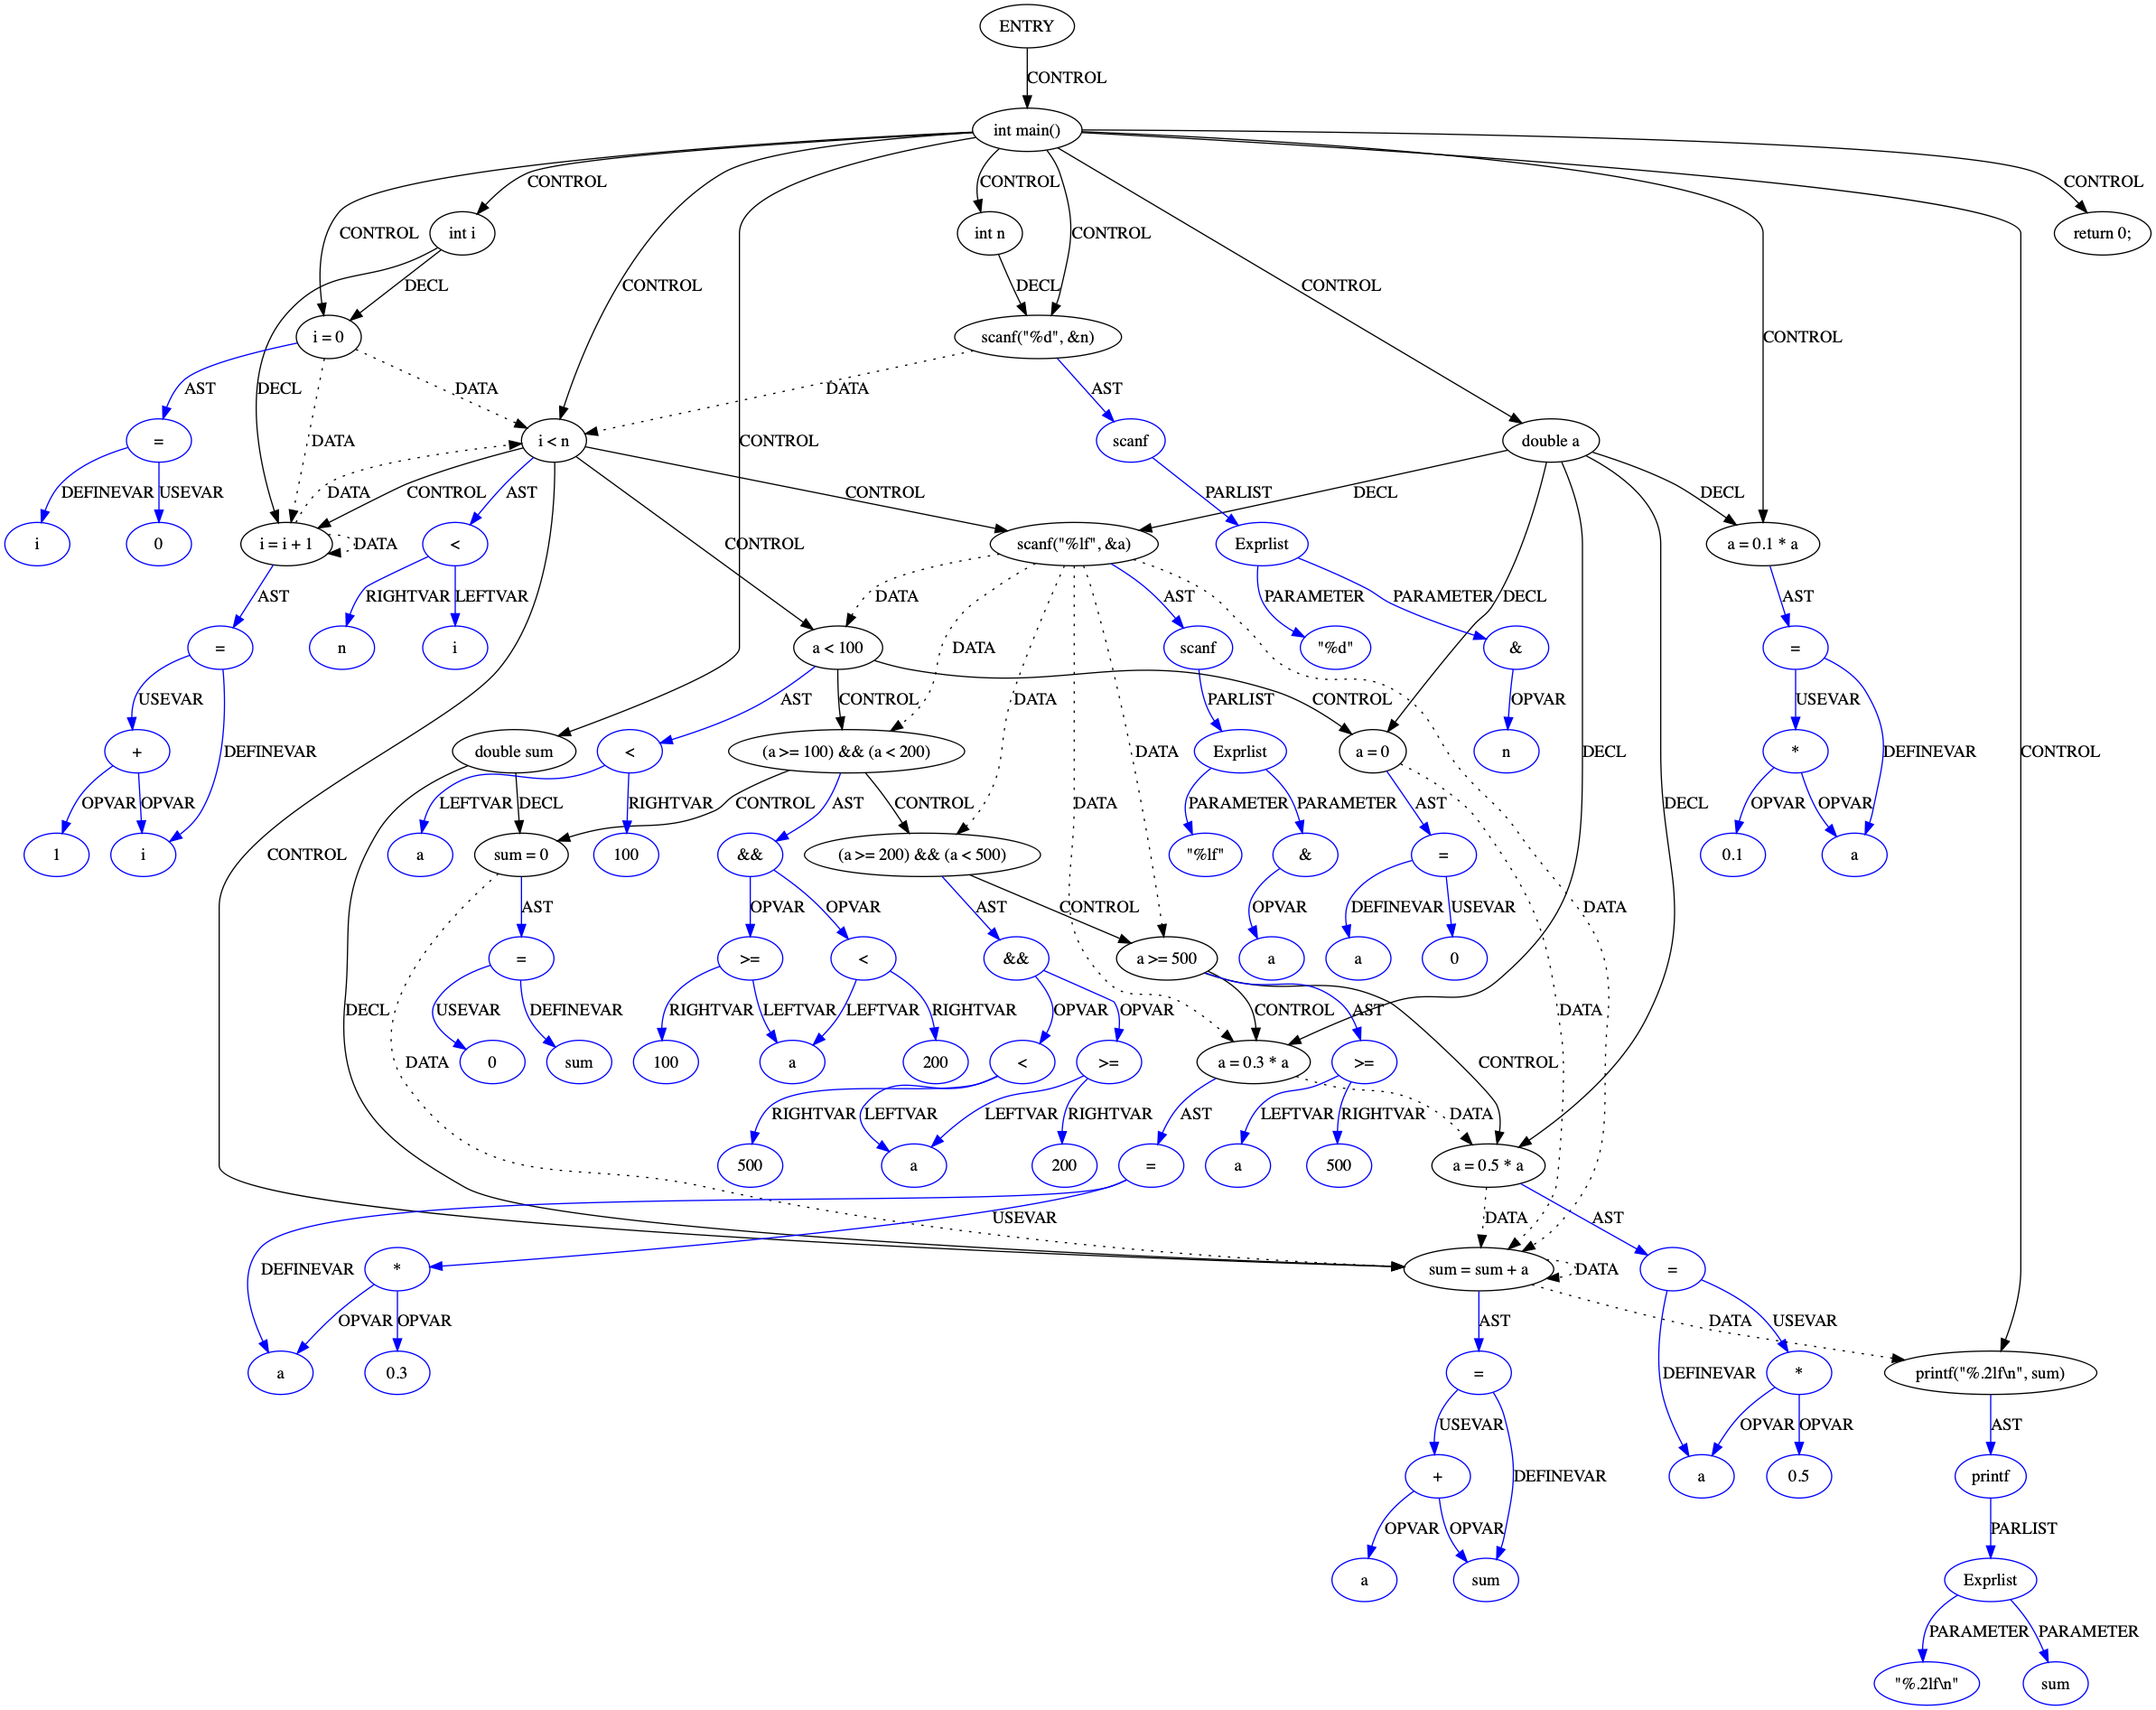 ENTRY
CONTROL
int main()
CONTROL
CONTROL
CONTROL
int i
int n
return 0;
CONTROL
CONTROL
DECL
CONTROL
DECL
CONTROL
i = 0
scanf("%d", &n)
CONTROL
AST
DECL
DATA
DATA
AST
=
i < n
CONTROL
scanf
double a
DATA
DEFINEVAR
USEVAR
DATA
CONTROL
AST
CONTROL
PARLIST
DECL
DECL
i
0
i = i + 1
DATA
<
scanf("%lf", &a)
Exprlist
a = 0.1 * a
AST
RIGHTVAR
LEFTVAR
CONTROL
DATA
AST
PARAMETER
PARAMETER
DECL
AST
=
n
i
a < 100
DATA
scanf
"%d"
&
=
USEVAR
AST
CONTROL
DATA
PARLIST
CONTROL
OPVAR
USEVAR
+
DEFINEVAR
double sum
<
(a >= 100) && (a < 200)
DATA
Exprlist
a = 0
DECL
n
*
DEFINEVAR
CONTROL
OPVAR
OPVAR
DECL
LEFTVAR
RIGHTVAR
CONTROL
AST
CONTROL
DATA
PARAMETER
PARAMETER
AST
DECL
OPVAR
OPVAR
1
i
CONTROL
sum = 0
a
100
&&
(a >= 200) && (a < 500)
"%lf"
&
=
0.1
a
AST
OPVAR
OPVAR
AST
CONTROL
OPVAR
DEFINEVAR
USEVAR
DATA
=
>=
<
&&
a >= 500
a
a
0
DECL
USEVAR
DEFINEVAR
RIGHTVAR
LEFTVAR
LEFTVAR
RIGHTVAR
OPVAR
OPVAR
CONTROL
AST
DATA
DATA
0
sum
100
a
200
<
>=
a = 0.3 * a
>=
CONTROL
RIGHTVAR
LEFTVAR
LEFTVAR
RIGHTVAR
AST
LEFTVAR
RIGHTVAR
DATA
500
a
200
=
a
500
a = 0.5 * a
USEVAR
DATA
AST
DEFINEVAR
*
sum = sum + a
DATA
=
OPVAR
OPVAR
AST
DATA
USEVAR
a
0.3
=
DEFINEVAR
*
printf("%.2lf\n", sum)
USEVAR
OPVAR
OPVAR
AST
+
DEFINEVAR
a
0.5
printf
OPVAR
OPVAR
PARLIST
a
sum
Exprlist
PARAMETER
PARAMETER
"%.2lf\n"
sum